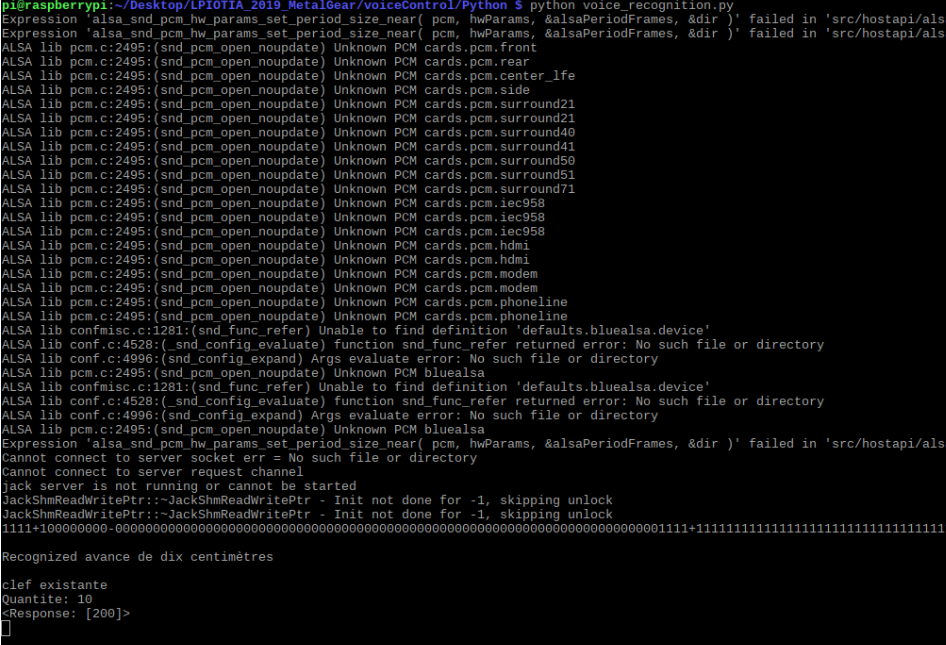 pi@raspberrypi:~/Desktop/LPIOTIA_2019_MetalGear/voiceControl/Python $ python voice_recognition.py
Expression 'alsa_snd_pcm_hw_params_set_period_size_near( pcm, hwParams, &alsaPeriodFrames, &dir )' failed in 'src/hostapi/als
Expression 'alsa_snd_pcm_hw_params_set_period_size_near( pcm, hwParams, &alsaPeriodFrames, &dir )' failed in 'src/hostapi/als
ALSA lib pcm.c:2495:(snd_pcm_open_noupdate) Unknown PCM cards.pcm.front
ALSA lib pcm.c:2495:(snd_pcm_open_noupdate) Unknown PCM cards.pcm.rear
ALSA lib pcm.c:2495:(snd_pcm_open_noupdate) Unknown PCM cards.pcm.center_lfe
ALSA lib pcm.c:2495:(snd_pcm_open_noupdate) Unknown PCM cards.pcm.side
ALSA lib pcm.c:2495:(snd_pcm_open_noupdate) Unknown PCM cards.pcm.surround21
ALSA lib pcm.c:2495:(snd_pcm_open_noupdate) Unknown PCM cards.pcm.surround21
ALSA lib pcm.c:2495:(snd_pcm_open_noupdate) Unknown PCM cards.pcm.surround40
ALSA lib pcm.c:2495:(snd_pcm_open_noupdate) Unknown PCM cards.pcm.surround41
ALSA lib pcm.c:2495:(snd_pcm_open_noupdate) Unknown PCM cards.pcm.surround50
ALSA lib pcm.c:2495:(snd_pcm_open_noupdate) Unknown PCM cards.pcm.surround51
ALSA lib pcm.c:2495:(snd_pcm_open_noupdate) Unknown PCM cards.pcm.surround71
ALSA lib pcm.c:2495:(snd_pcm_open_noupdate) Unknown PCM cards.pcm.iec958
ALSA lib pcm.c:2495:(snd_pcm_open_noupdate) Unknown PCM cards.pcm.iec958
ALSA lib pcm.c:2495:(snd_pcm_open_noupdate) Unknown PCM cards.pcm.iec958
ALSA lib pcm.c:2495:(snd_pcm_open_noupdate) Unknown PCM cards.pcm.hdmi
ALSA lib pcm.c:2495:(snd_pcm_open_noupdate) Unknown PCM cards.pcm.hdmi
ALSA lib pcm.c:2495:(snd_pcm_open_noupdate) Unknown PCM cards.pcm.modem
ALSA lib pcm.c:2495:(snd_pcm_open_noupdate) Unknown PCM cards.pcm.modem
ALSA lib pcm.c:2495:(snd_pcm_open_noupdate) Unknown PCM cards.pcm.phoneline
ALSA lib pcm.c:2495:(snd_pcm_open_noupdate) Unknown PCM cards.pcm.phoneline
ALSA lib confmisc.c:1281:(snd_func_refer) Unable to find definition 'defaults.bluealsa.device'
ALSA lib conf.c:4528:(_snd_config_evaluate) function snd_func_refer returned error: No such file or directory
ALSA lib conf.c:4996:(snd_config_expand) Args evaluate error: No such file or directory
ALSA lib pcm.c:2495:(snd_pcm_open_noupdate) Unknown PCM bluealsa
ALSA lib confmisc.c:1281:(snd_func_refer) Unable to find definition 'defaults.bluealsa.device'
ALSA lib conf.c:4528:(_snd_config_evaluate) function snd_func_refer returned error: No such file or directory
ALSA lib conf.c:4996:(snd_config_expand) Args evaluate error: No such file or directory
ALSA lib pcm.c:2495:(snd_pcm_open_noupdate) Unknown PCM bluealsa
Expression 'alsa_snd_pcm_hw_params_set_period_size_near( pcm, hwParams, &alsaPeriodFrames, &dir )' failed in 'src/hostapi/als
Cannot connect to server socket err = No such file or directory
Cannot connect to server request channel
jack server is not running or cannot be started
JackShmReadWritePtr::~JackShmReadWritePtr - Init not done for -1, skipping unlock
JackShmReadWritePtr::~JackShmReadWritePtr - Init not done for -1, skipping unlock
1111+100000000-000000000000000000000000000000000000000000000000000000000000000000000001111+111111111111111111111111111111111
Recognized avance de dix centimètres
clef existante
Quantite: 10
<Response: [200]>